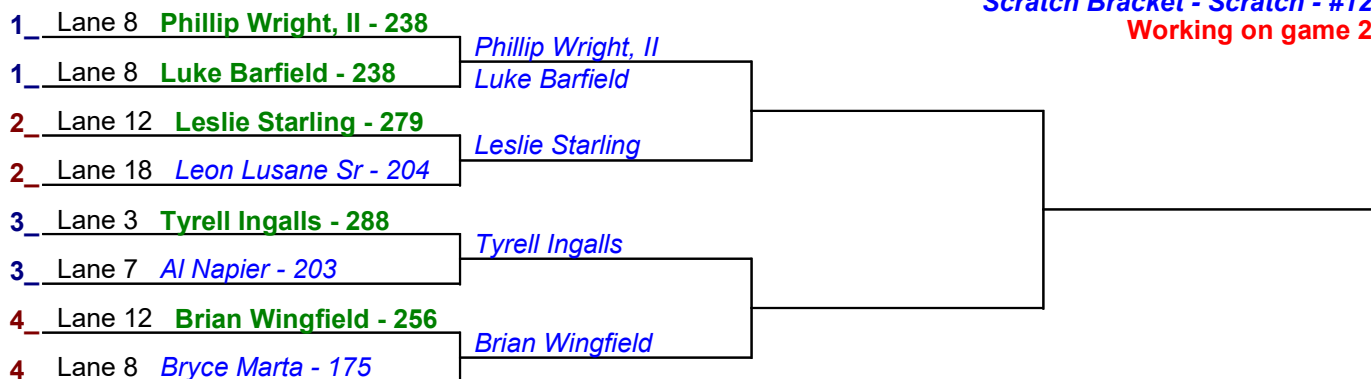 Scratch Bracket - Scratch - #12
Working on game 2
1_ Lane 8 Phillip Wright, II - 238
Phillip Wright, II
1_ Lane 8 Luke Barfield - 238
Luke Barfield
2_ Lane 12 Leslie Starling - 279
Leslie Starling
2_ Lane 18 Leon Lusane Sr - 204
3_ Lane 3 Tyrell Ingalls - 288
Tyrell Ingalls
3_ Lane 7 Al Napier - 203
4_ Lane 12 Brian Wingfield - 256
Brian Wingfield
4 Lane 8 Bryce Marta - 175